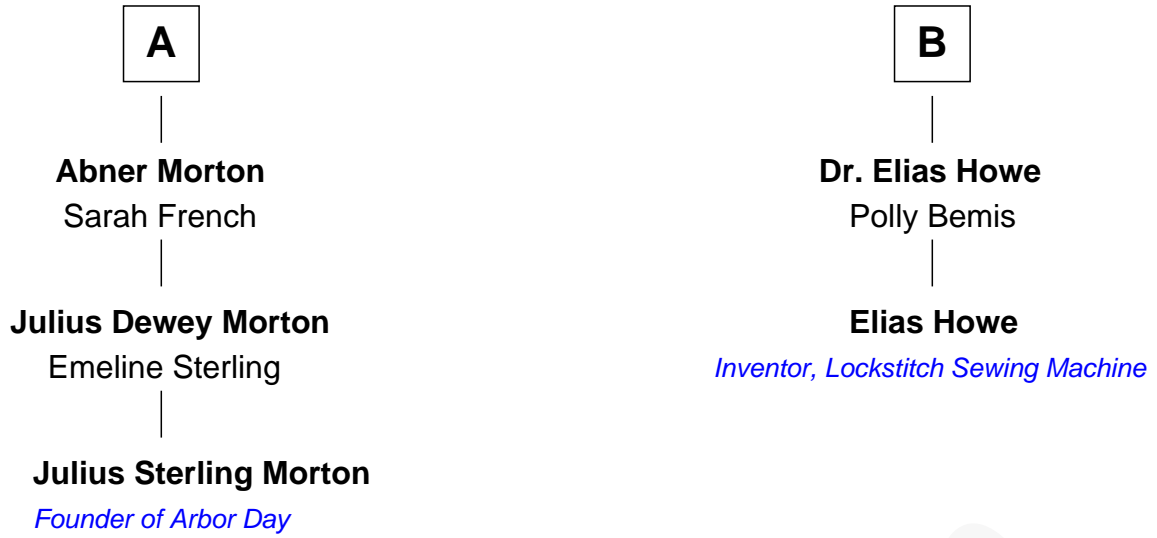 A
B
Abner Morton
Sarah French
Dr. Elias Howe
Polly Bemis
Julius Dewey Morton
Emeline Sterling
Elias Howe
Inventor, Lockstitch Sewing Machine
Julius Sterling Morton
Founder of Arbor Day